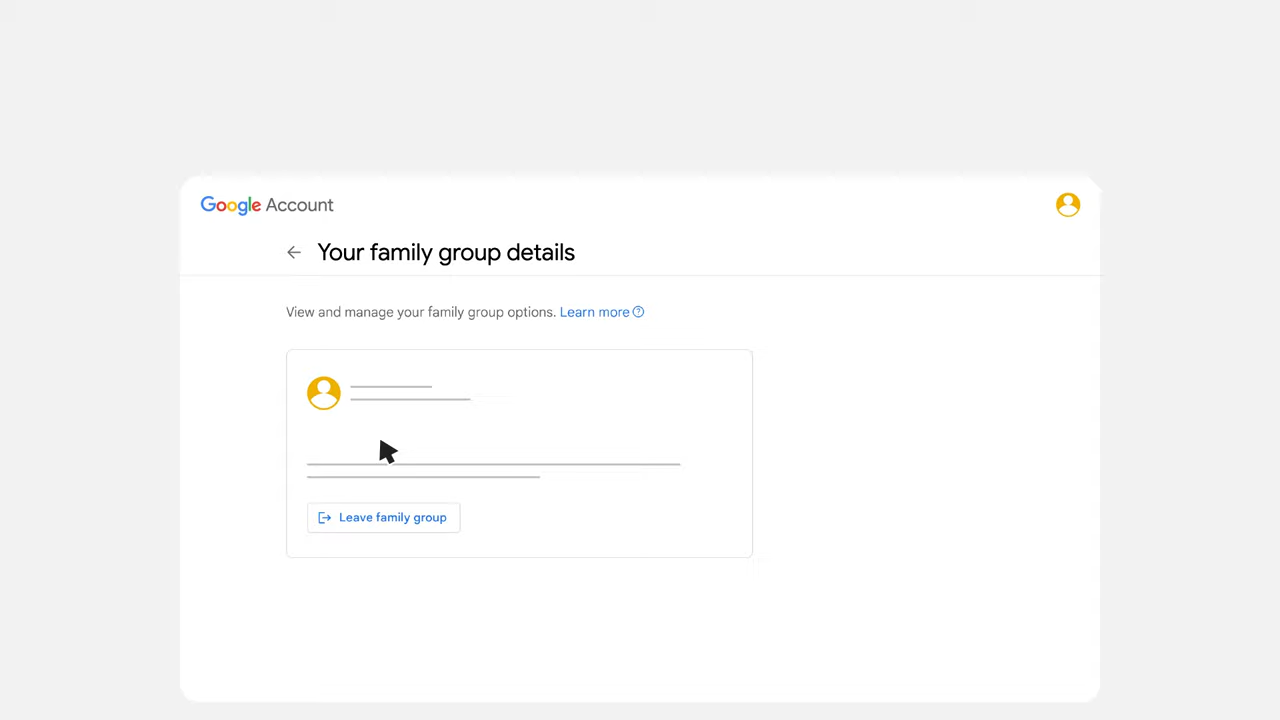 Google Account
Your family group details
View and manage your family group options. Learn more
Leave family group